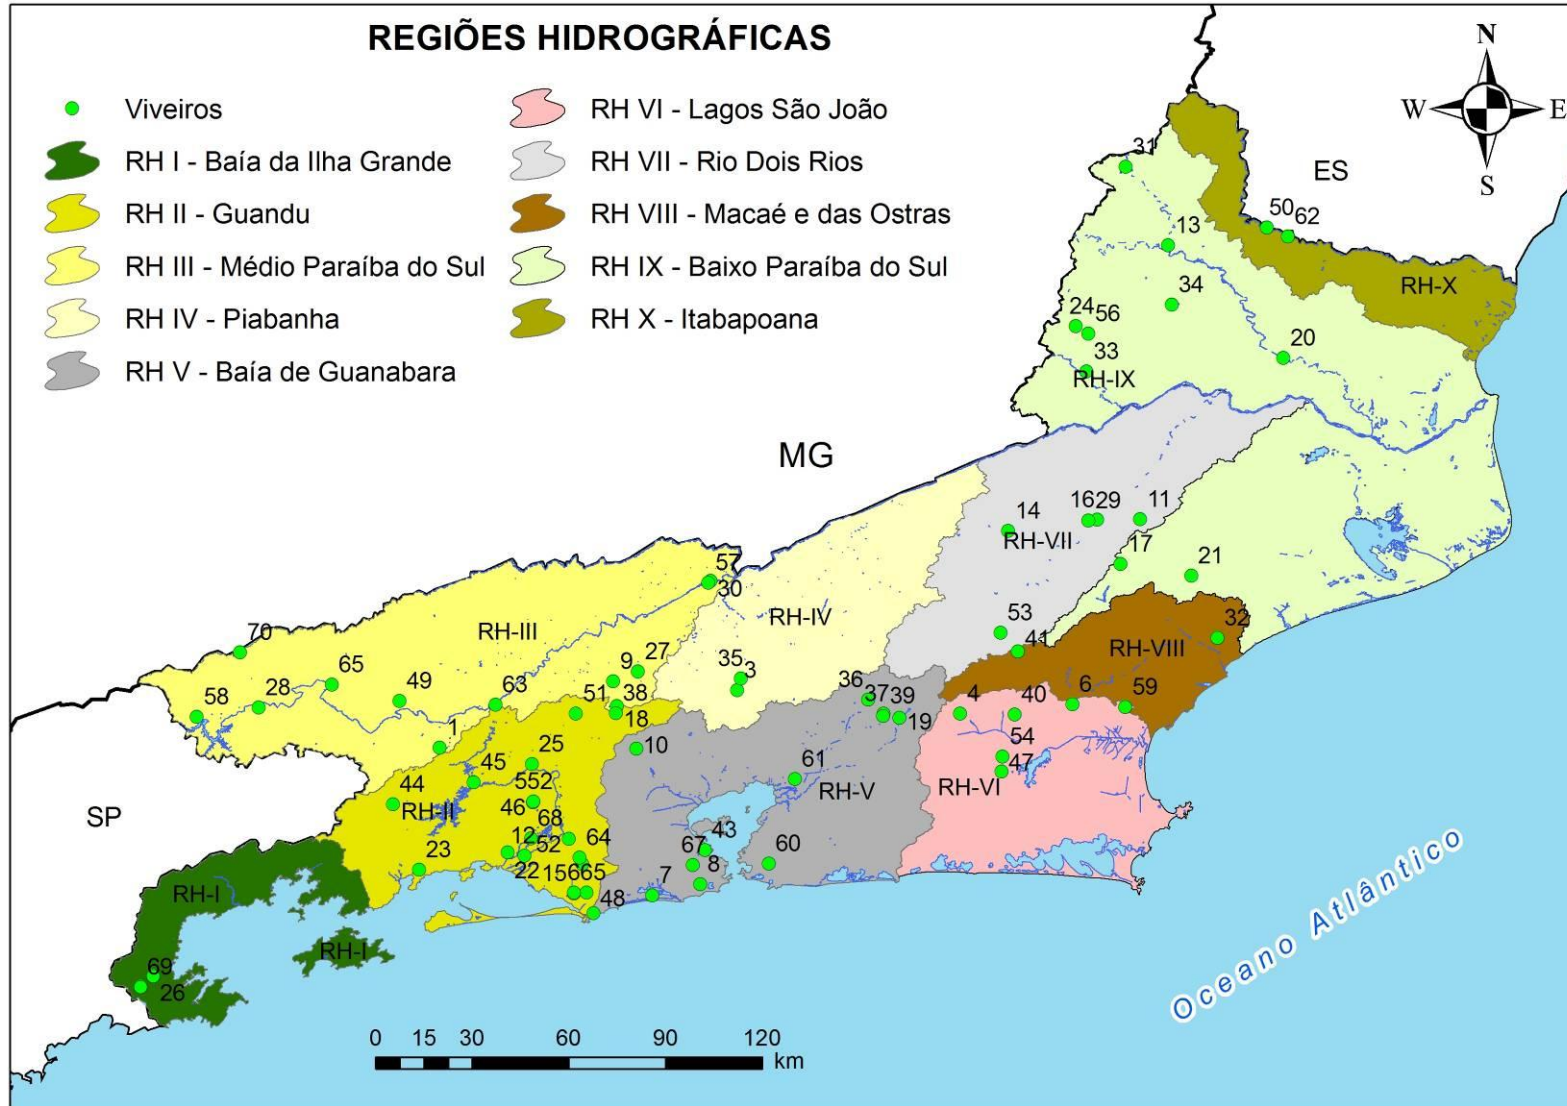 REGIÕES HIDROGRÁFICAS
Viveiros
RH I - Baía da Ilha Grande
RH II - Guandu
RH III - Médio Paraíba do Sul
RH IV - Piabanha
RH V - Baía de Guanabara
RH VI - Lagos São João
RH VII - Rio Dois Rios
RH VIII - Macaé e das Ostras
RH IX - Baixo Paraíba do Sul
RH X - Itabapoana
N
W E
S
ES
31
50 62
13
RH-X
34
24 56
20
33
RH-IX
MG
14 16 29 11
RH-VII
17
21
57
30
53
32
41
RH-VIII
RH-IV
RH-III
70
27
9
35 3
65
49
63
51 38
18
36 37 39
19
4 40 6 59
58 28
1
10
54
47
RH-VI
25
45
552
61
RH-V
44
RH-II
46
68
12
52
64
43
67
60
SP
23
22
15665
7 8
48
RH-I
RH-I
69
26
Oceano Atlântico
0 15 30 60 90 120
km